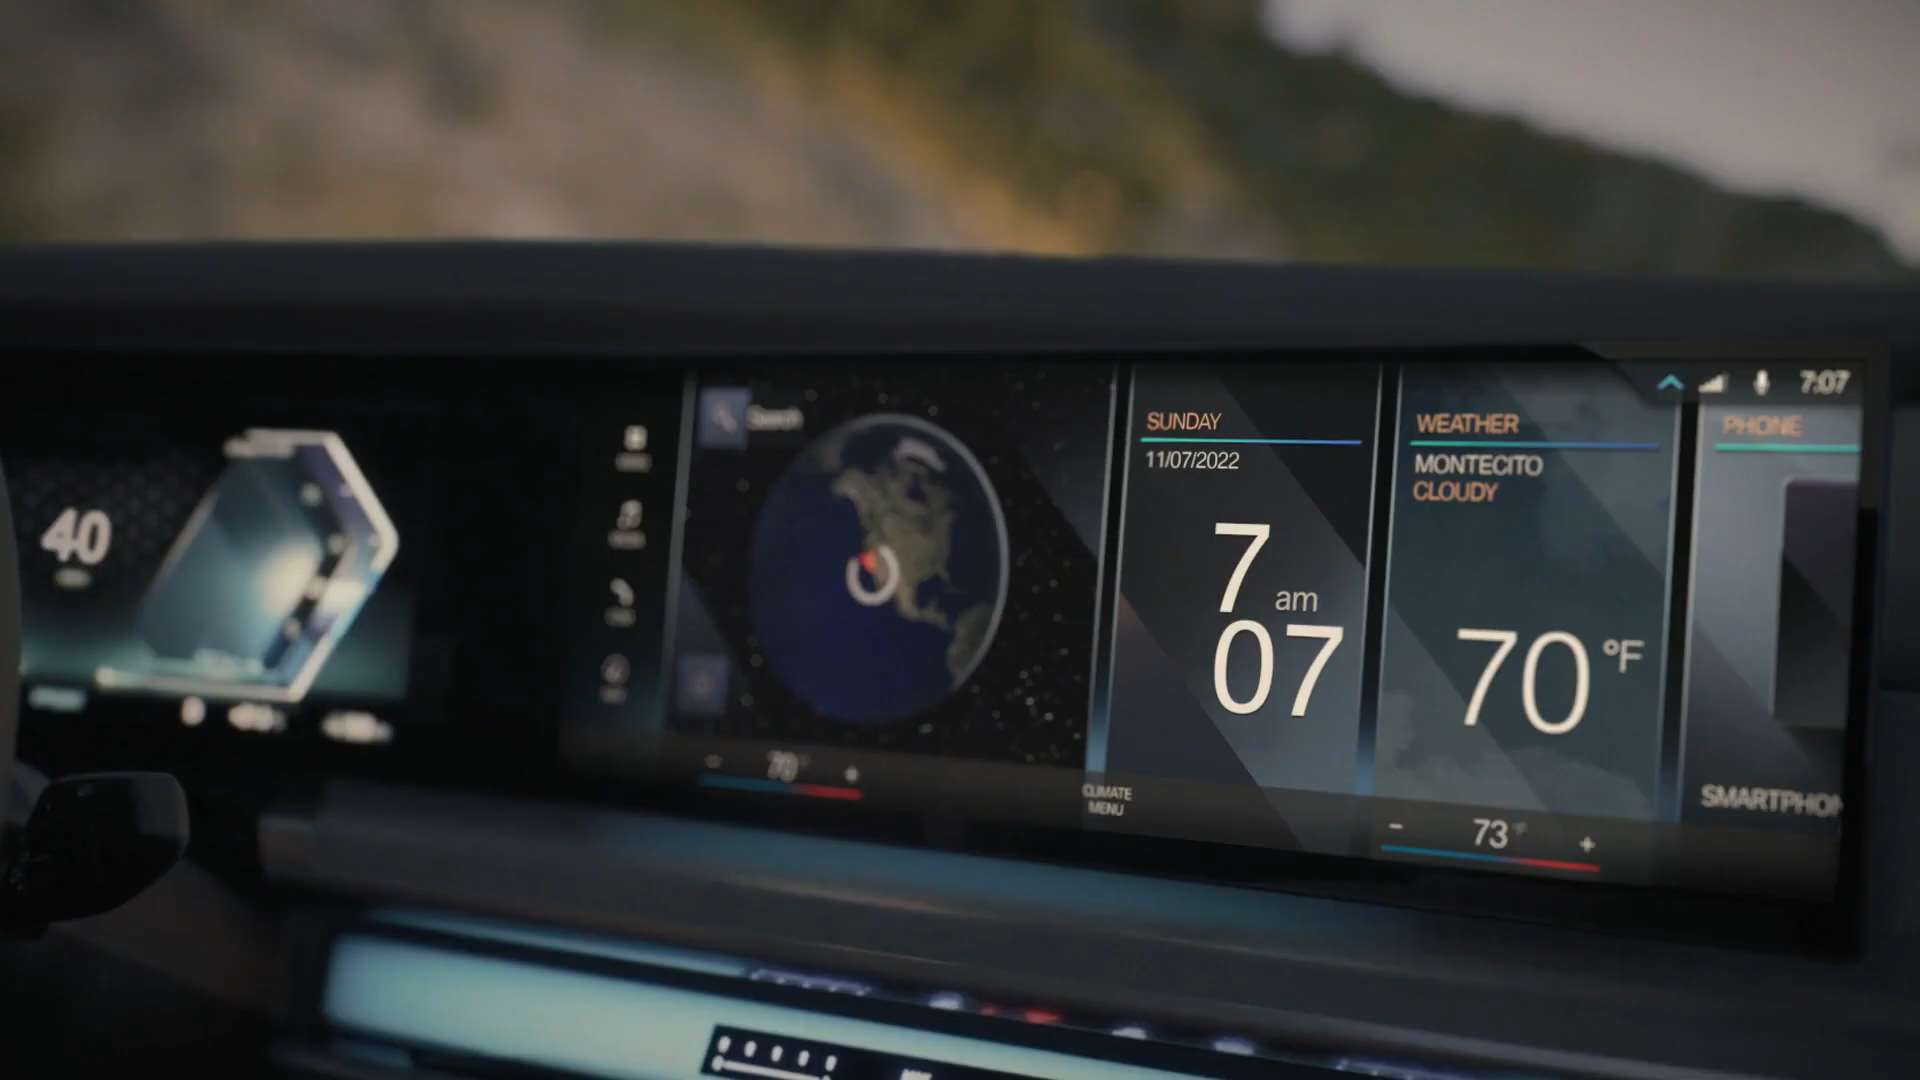 7:07
40
Search
SUNDAY
11/07/2022
7 am
07
WEATHER
MONTECITO
CLOUDY
70 °F
PHONE
SMARTPHO
- 70 +
CLIMATE
MENU
- 73 °F +